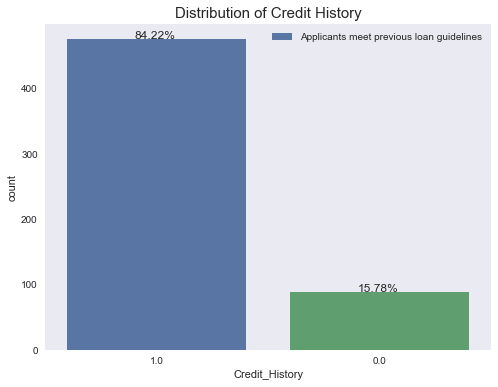 Distribution of Credit History
84.22%
Applicants meet previous loan guidelines
400
300
200
100
0
count
15.78%
1.0
0.0
Credit_History